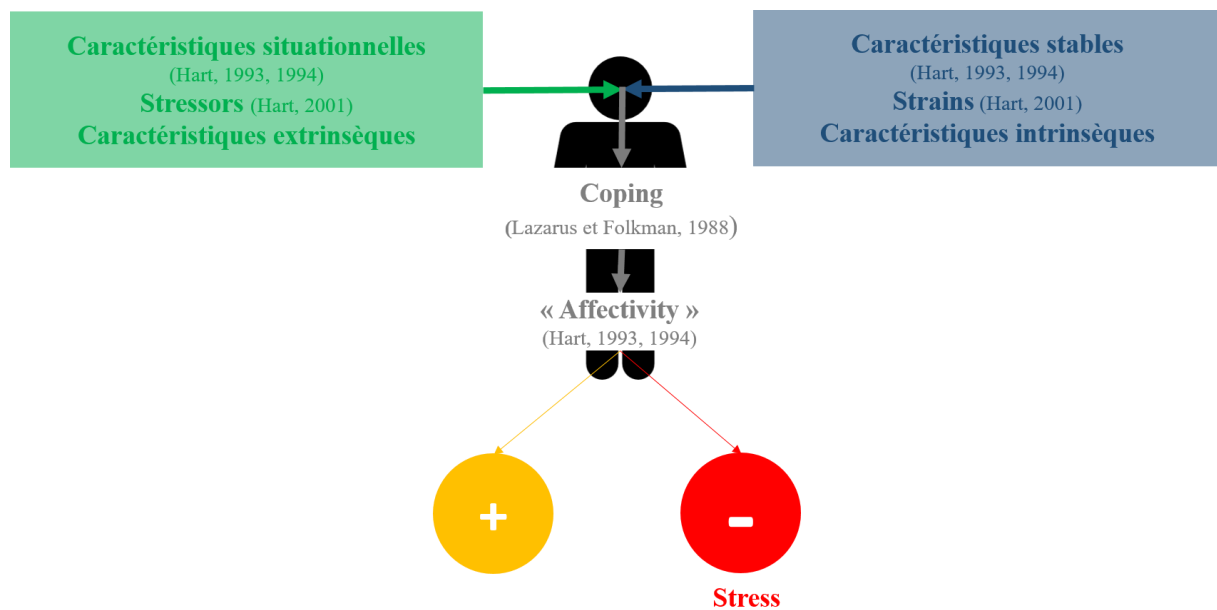 Caractéristiques situationnelles
(Hart, 1993, 1994)
Stressors (Hart, 2001)
Caractéristiques extrinsèques
Caractéristiques stables
(Hart, 1993, 1994)
Strains (Hart, 2001)
Caractéristiques intrinsèques
Coping
(Lazarus et Folkman, 1988)
« Affectivity »
(Hart, 1993, 1994)
+
-
Stress